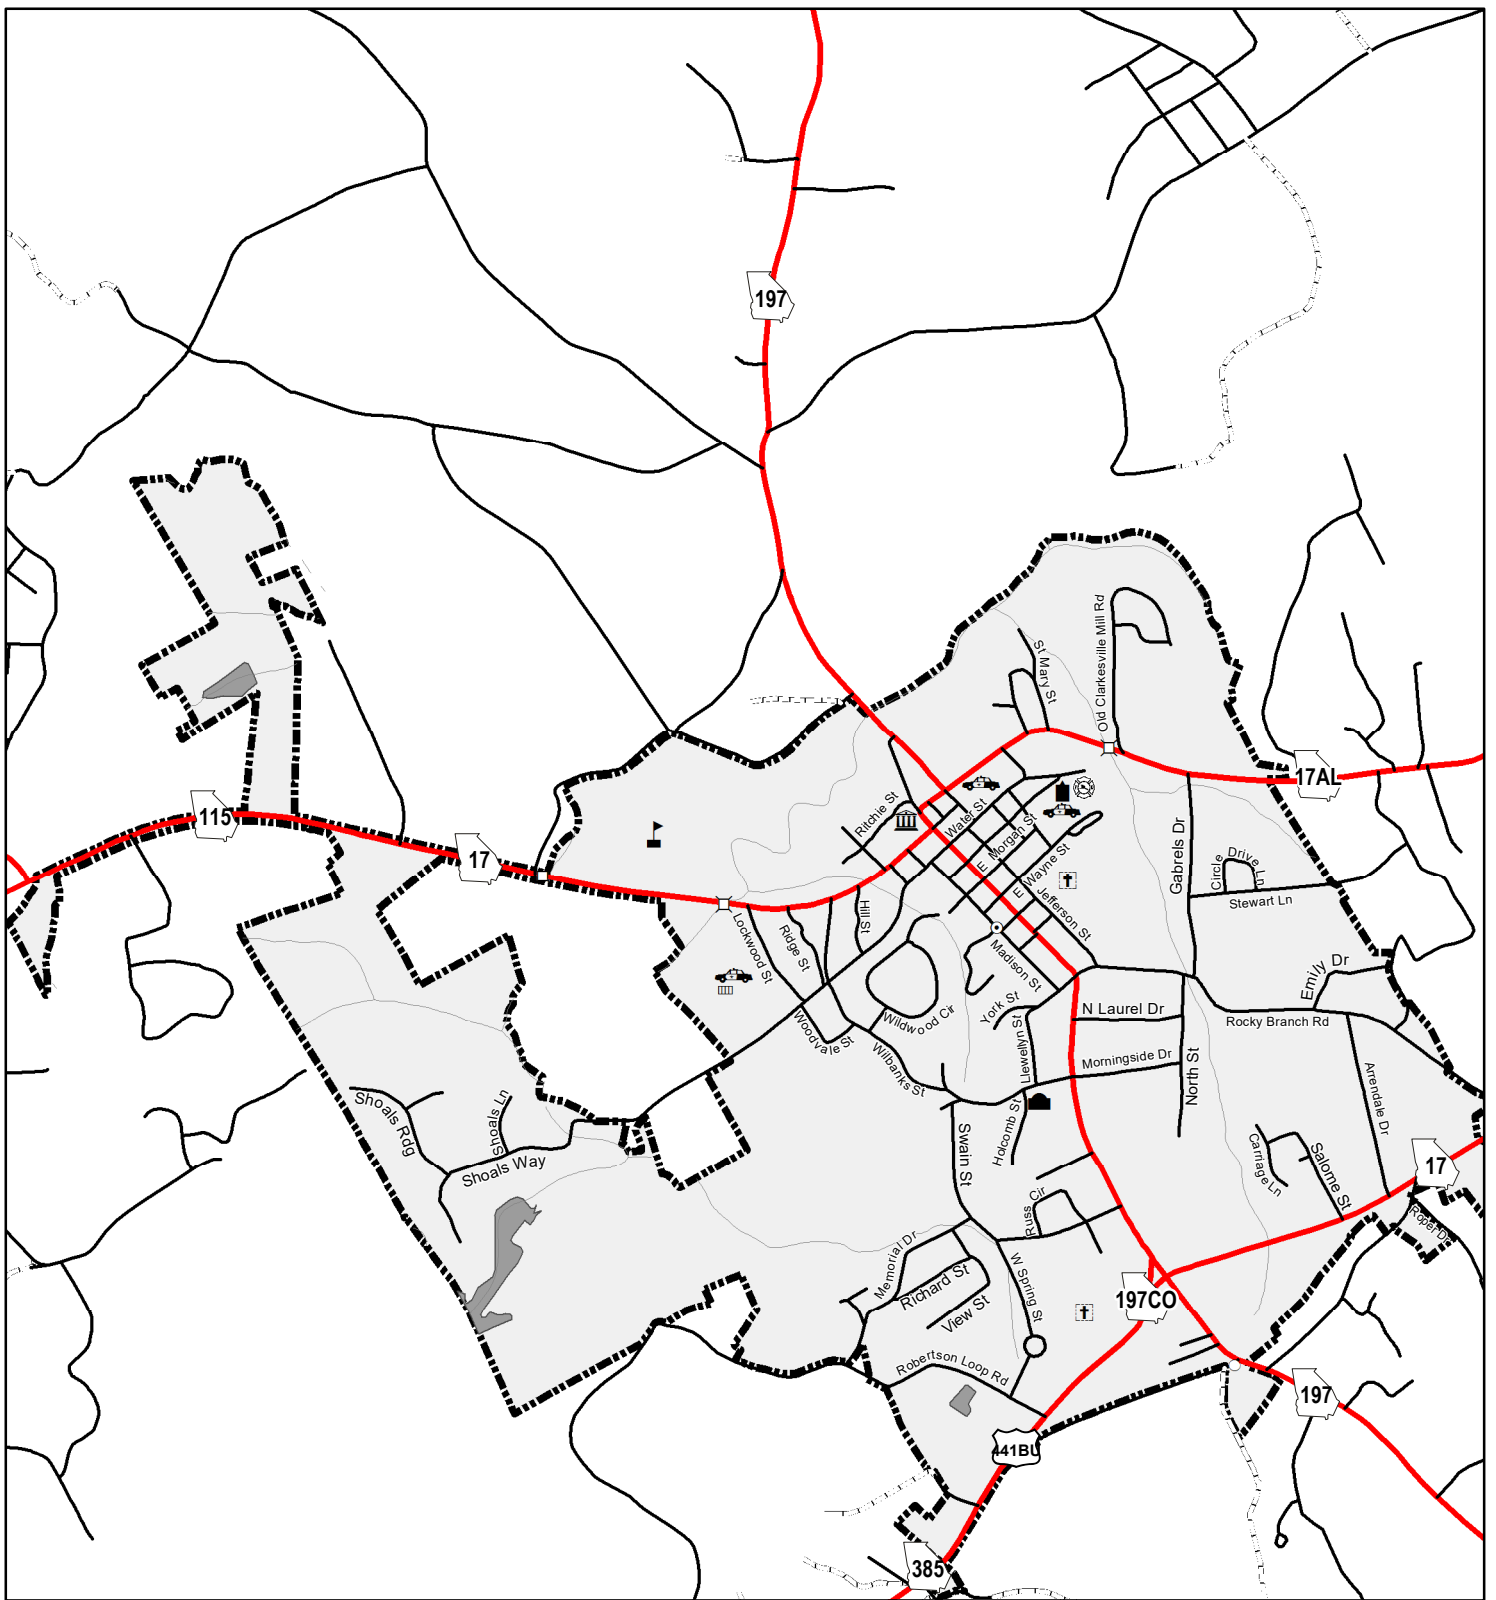 197
Old Clarkesville Mill Rd
St Mary St
17AL
115
17
Ritchie St
Water St
E Morgan St
E Wayne St
Jefferson St
Gabrels Dr
Circle Drive Ln
Stewart Ln
Hill St
Lockwood St
Ridge St
Madison St
Emily Dr
York St
N Laurel Dr
Rocky Branch Rd
Wildwood Cir
Woodvale St
Wilbanks St
Llewellyn St
Morningside Dr
North St
Arrendale Dr
Shoals Rdg
Shoals Ln
Shoals Way
Swain St
Holcomb St
Carriage Ln
Salome St
17
Russ Cir
Roper Dr
Memorial Dr
Richard St
View St
W Spring St
197CO
Robertson Loop Rd
197
441BU
385